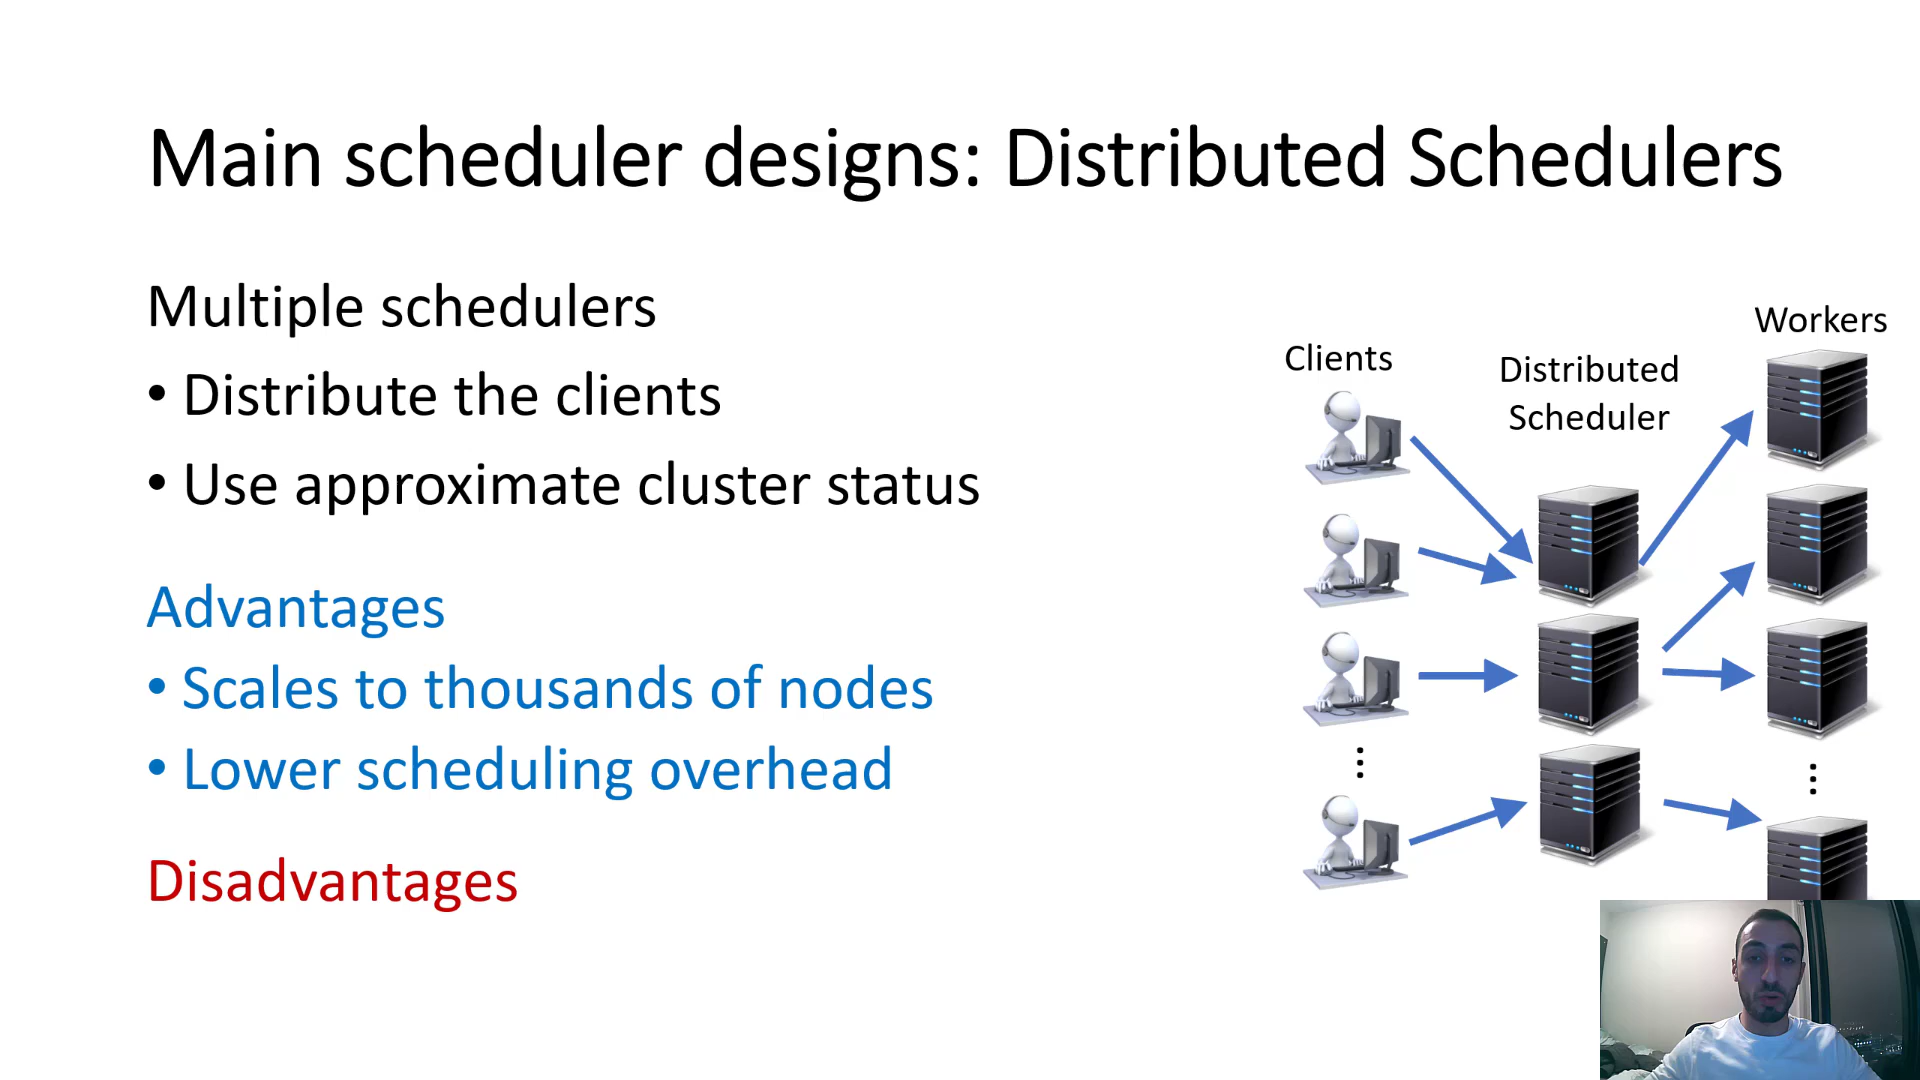 Main scheduler designs: Distributed Schedulers
Multiple schedulers
• Distribute the clients
• Use approximate cluster status
Advantages
• Scales to thousands of nodes
• Lower scheduling overhead
Disadvantages
Clients
Distributed
Scheduler
Workers